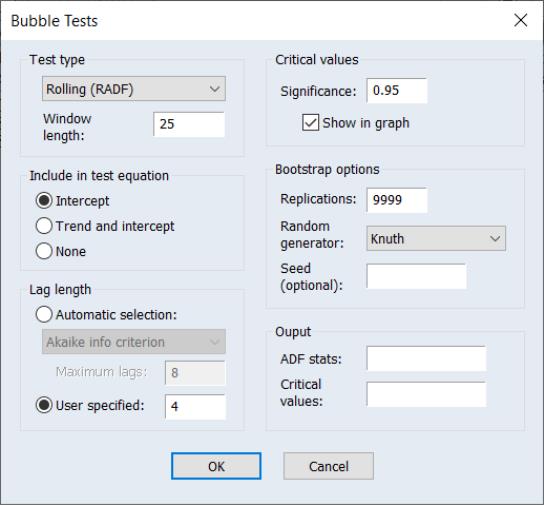 Bubble Tests
Test type
Rolling (RADF)
Window
length:
25
Include in test equation
Intercept
Trend and intercept
None
Lag length
Automatic selection:
Akaike info criterion
Maximum lags: 8
User specified: 4
Critical values
Significance: 0.95
Show in graph
Bootstrap options
Replications: 9999
Random
generator:
Knuth
Seed
(optional):
Ouput
ADF stats:
Critical
values:
OK
Cancel